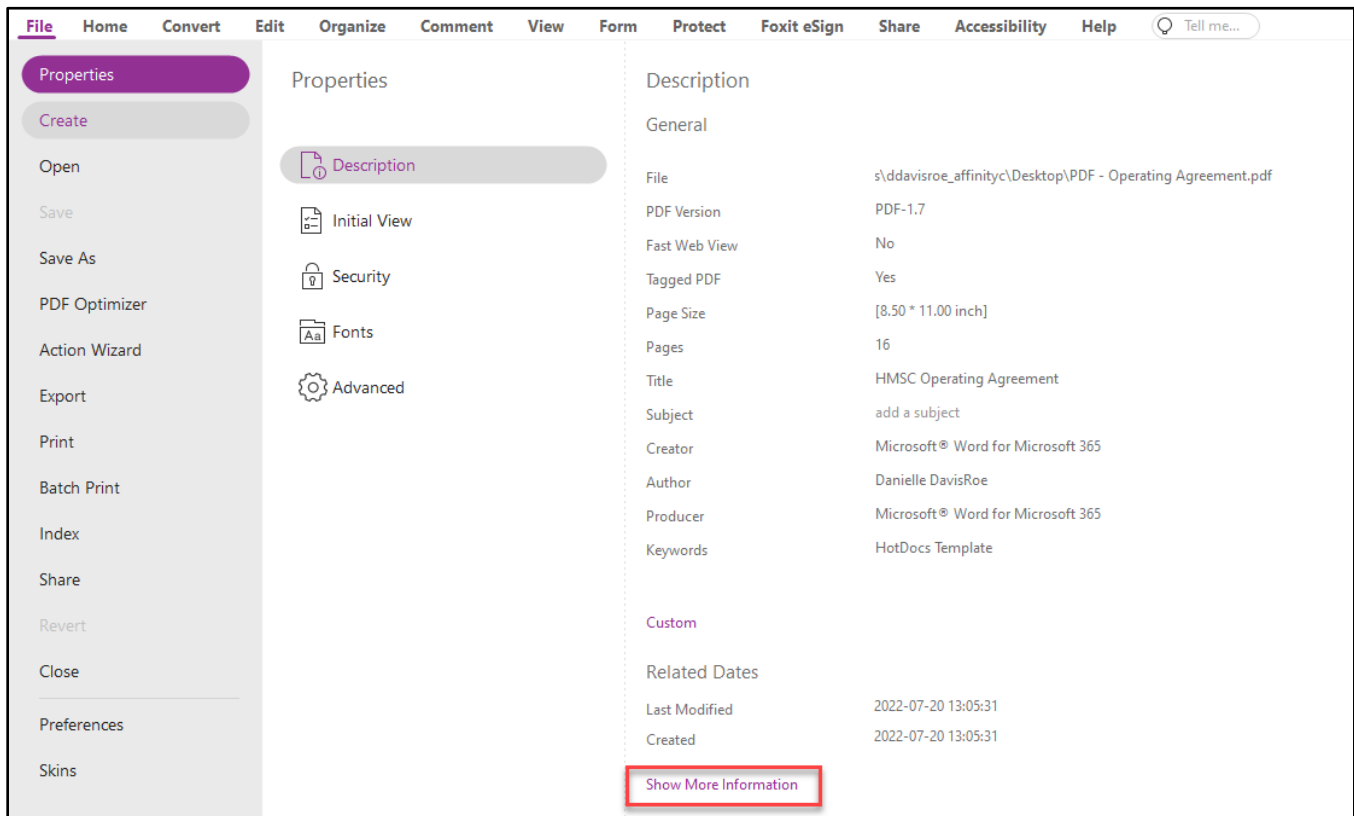 File Home Convert Edit Organize Comment View Form Protect Foxit eSign Share Accessibility Help Tell me...
Properties
Create
Open
Save
Save As
PDF Optimizer
Action Wizard
Export
Print
Batch Print
Index
Share
Revert
Close
Preferences
Skins
Properties
Description
Initial View
Security
Aa Fonts
Advanced
Description
General
File s\ddavisroe_affinityc\Desktop\PDF - Operating Agreement.pdf
PDF Version PDF-1.7
Fast Web View No
Tagged PDF Yes
Page Size [8.50 * 11.00 inch]
Pages 16
Title HMSC Operating Agreement
Subject add a subject
Creator Microsoft® Word for Microsoft 365
Author Danielle DavisRoe
Producer Microsoft® Word for Microsoft 365
Keywords HotDocs Template
Custom
Related Dates
Last Modified 2022-07-20 13:05:31
Created 2022-07-20 13:05:31
Show More Information